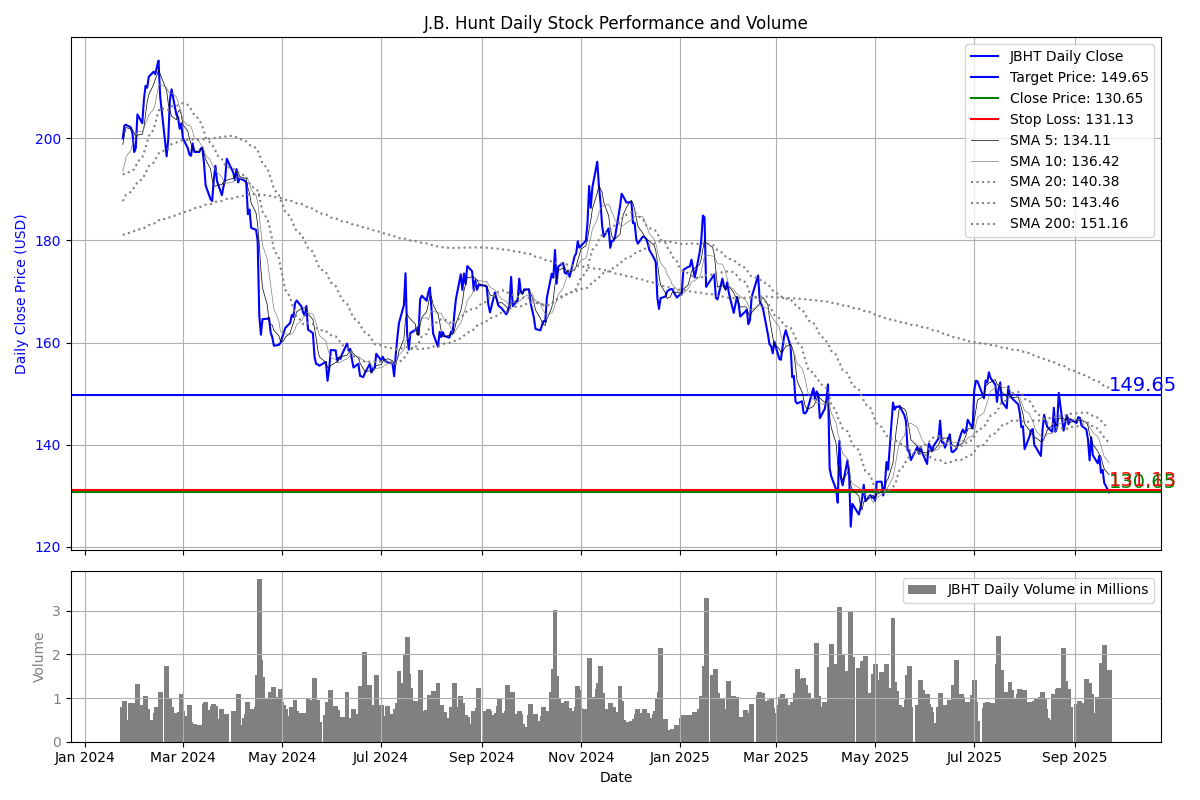 J.B. Hunt Daily Stock Performance and Volume
Daily Close Price (USD)
200
180
160
140
120
JBHT Daily Close
Target Price: 149.65
Close Price: 130.65
Stop Loss: 131.13
SMA 5: 134.11
SMA 10: 136.42
SMA 20: 140.38
SMA 50: 143.46
SMA 200: 151.16
149.65
131.13
130.65
Volume
3
2
1
0
JBHT Daily Volume in Millions
Jan 2024 Mar 2024 May 2024 Jul 2024 Sep 2024 Nov 2024 Jan 2025 Mar 2025 May 2025 Jul 2025 Sep 2025
Date